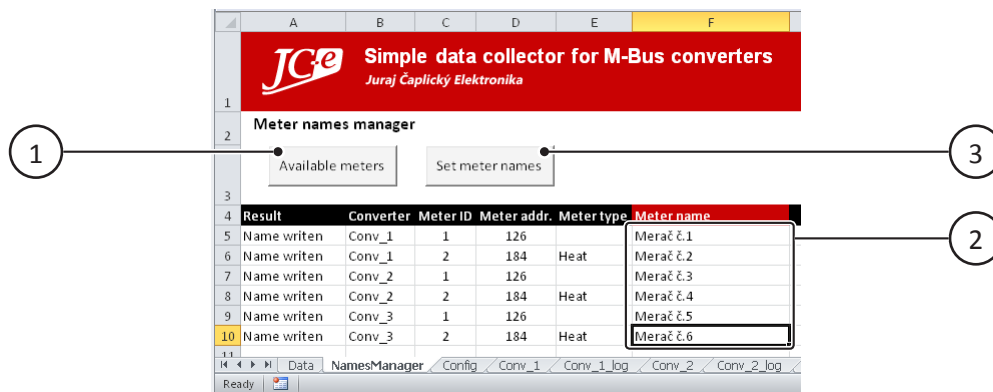 A B C D E F
JC-e Simple data collector for M-Bus converters
Juraj Čaplický Elektronika
1
2 Meter names manager
1 Available meters Set meter names 3
3
4 Result Converter Meter ID Meter addr. Meter type Meter name
5 Name writen Conv_1 1 126 Merač č.1
6 Name writen Conv_1 2 184 Heat Merač č.2
7 Name writen Conv_2 1 126 Merač č.3
8 Name writen Conv_2 2 184 Heat Merač č.4
9 Name writen Conv_3 1 126 Merač č.5
10 Name writen Conv_3 2 184 Heat Merač č.6
2
11
Data NamesManager Config Conv_1 Conv_1_log Conv_2 Conv_2_log
Ready